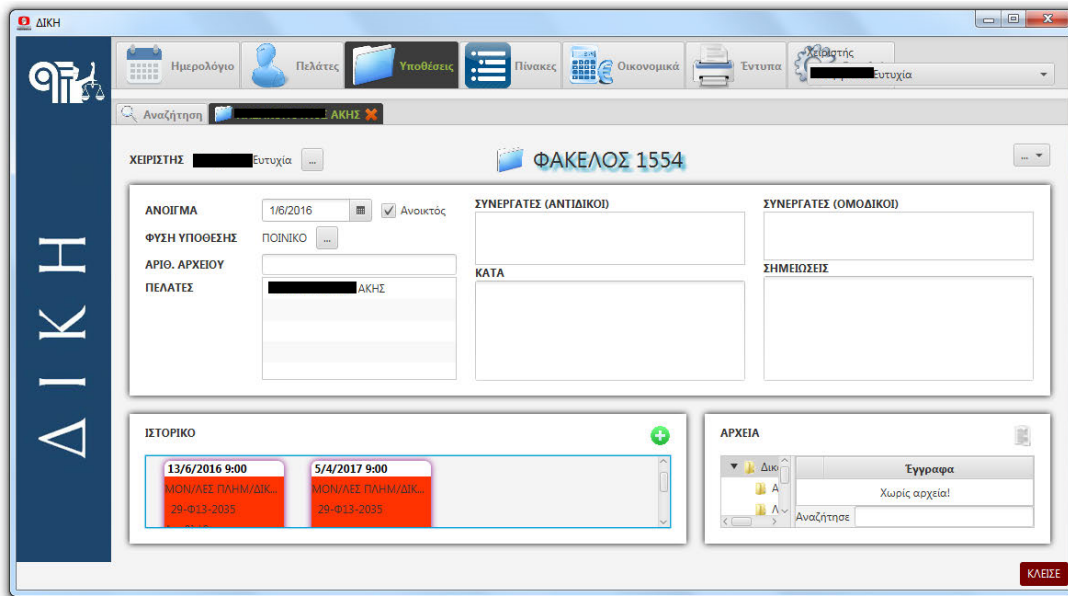 ΔΙΚΗ
Ημερολόγιο Πελάτες Υποθέσεις Πίνακες Οικονομικά Έντυπα Χειριστής
Ευτυχία
Αναζήτηση ΑΚΗΣ
ΧΕΙΡΙΣΤΗΣ Ευτυχία ... ΦΑΚΕΛΟΣ 1554 ...
ΑΝΟΙΓΜΑ 1/6/2016 Ανοικτός
ΦΥΣΗ ΥΠΟΘΕΣΗΣ ΠΟΙΝΙΚΟ ...
ΑΡΙΘ. ΑΡΧΕΙΟΥ
ΠΕΛΑΤΕΣ ΑΚΗΣ
ΣΥΝΕΡΓΑΤΕΣ (ΑΝΤΙΔΙΚΟΙ)
ΚΑΤΑ
ΣΥΝΕΡΓΑΤΕΣ (ΟΜΟΔΙΚΟΙ)
ΣΗΜΕΙΩΣΕΙΣ
ΙΣΤΟΡΙΚΟ
13/6/2016 9:00
ΜΟΝ/ΛΕΣ ΠΛΗΜ/ΔΙΚ...
29-Φ13-2035
5/4/2017 9:00
ΜΟΝ/ΛΕΣ ΠΛΗΜ/ΔΙΚ...
29-Φ13-2035
ΑΡΧΕΙΑ
Δικ
Α
Λ
Έγγραφα
Χωρίς αρχεία!
Αναζήτησε
ΚΛΕΙΣΕ
ΔΙΚΗ